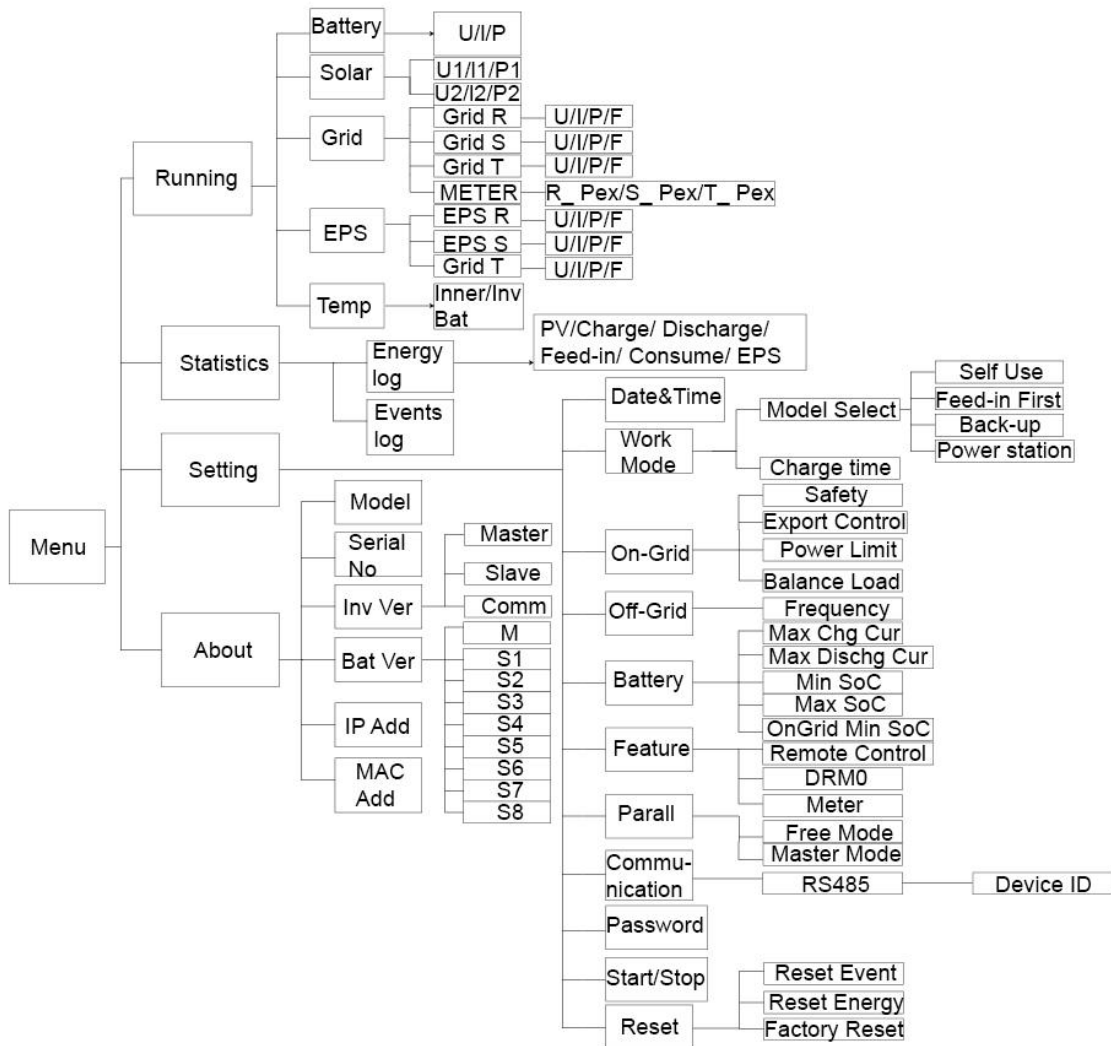 Menu
Running
Battery
U/I/P
Solar
U1/I1/P1
U2/I2/P2
Grid
Grid R
U/I/P/F
Grid S
U/I/P/F
Grid T
U/I/P/F
METER
R_ Pex/S_ Pex/T_ Pex
EPS
EPS R
U/I/P/F
EPS S
U/I/P/F
Grid T
U/I/P/F
Temp
Inner/Inv
Bat
Statistics
Energy
log
PV/Charge/ Discharge/
Feed-in/ Consume/ EPS
Events
log
Setting
Date&Time
Work
Mode
Model Select
Self Use
Feed-in First
Back-up
Power station
Charge time
On-Grid
Safety
Export Control
Power Limit
Balance Load
Off-Grid
Frequency
Battery
Max Chg Cur
Max Dischg Cur
Min SoC
Max SoC
OnGrid Min SoC
Feature
Remote Control
DRM0
Meter
Parall
Free Mode
Master Mode
Commu-
nication
RS485
Device ID
Password
Start/Stop
Reset
Reset Event
Reset Energy
Factory Reset
About
Model
Serial
No
Inv Ver
Master
Slave
Comm
Bat Ver
M
S1
S2
S3
S4
S5
S6
S7
S8
IP Add
MAC
Add